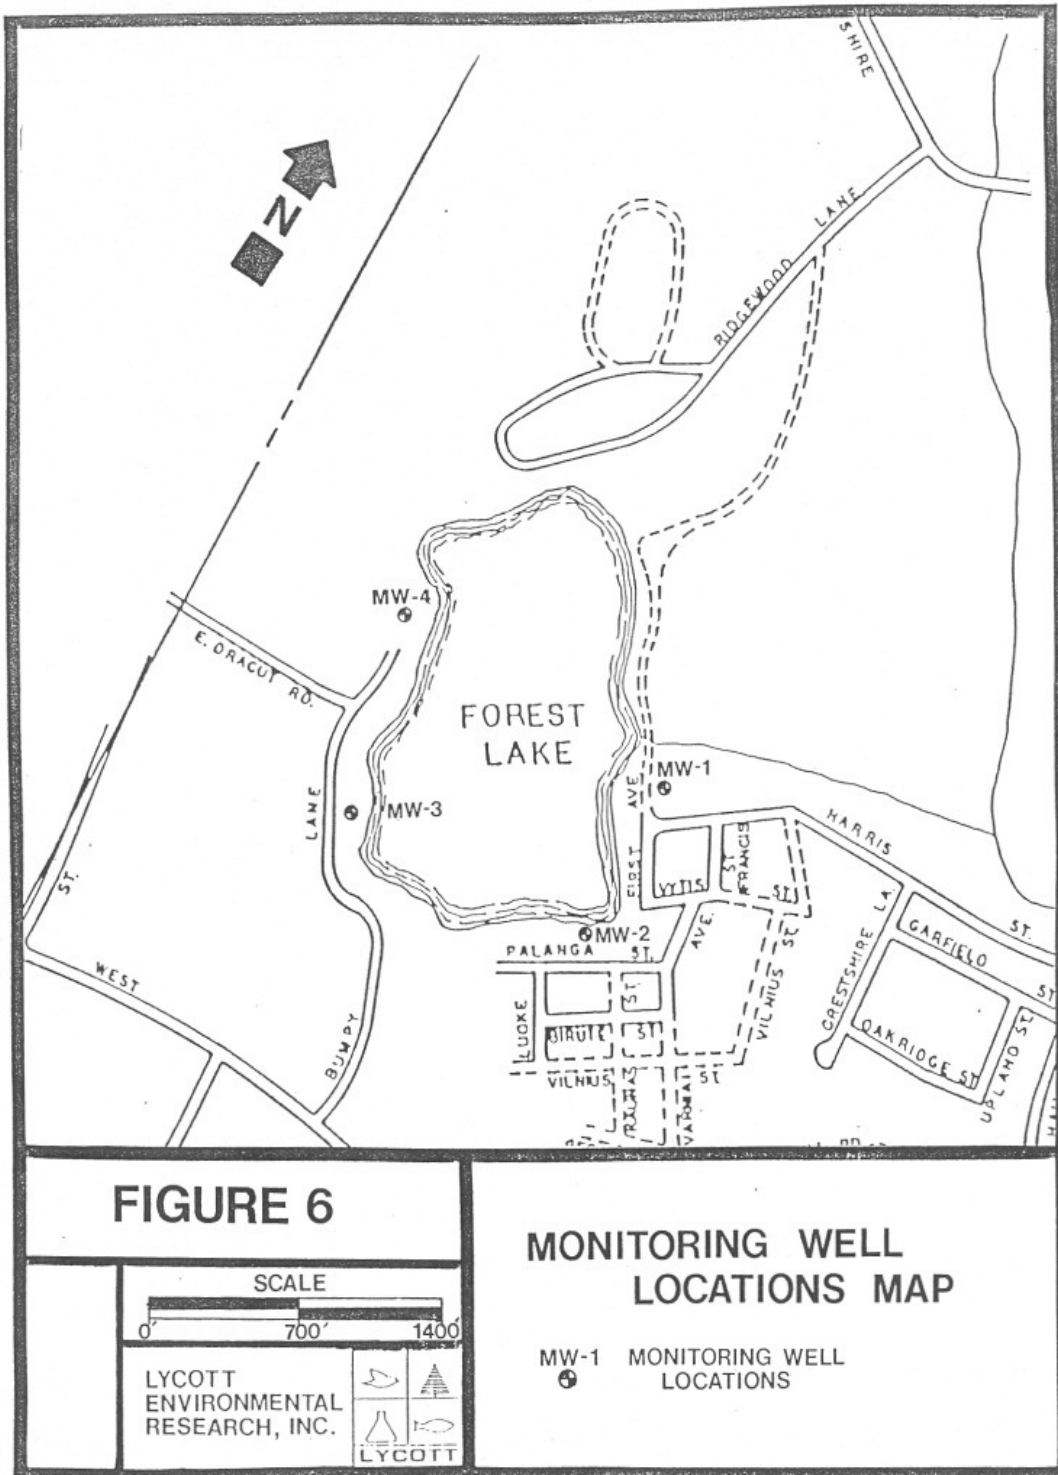 SHIRE
N
RIDGEWOOD LANE
MW-4
E. DRACUT RD.
FOREST
LAKE
MW-1
MW-3
LANE
FIRST AVE
HARRIS
FRANCIS
ST.
VYTIS ST.
ST.
MW-2
PALANGA ST.
AVE.
VILNIUS ST.
CRESTSHIRE LA.
GARFIELD
ST.
ST.
WEST
BUMPY
LUOKE
ST.
BIRUTE ST.
OAKRIDGE ST.
UPLAND ST.
VILNIUS ST.
FIGURE 6
SCALE
0' 700' 1400'
LYCOTT
ENVIRONMENTAL
RESEARCH, INC.
LYCOTT
MONITORING WELL
LOCATIONS MAP
MW-1 MONITORING WELL
LOCATIONS